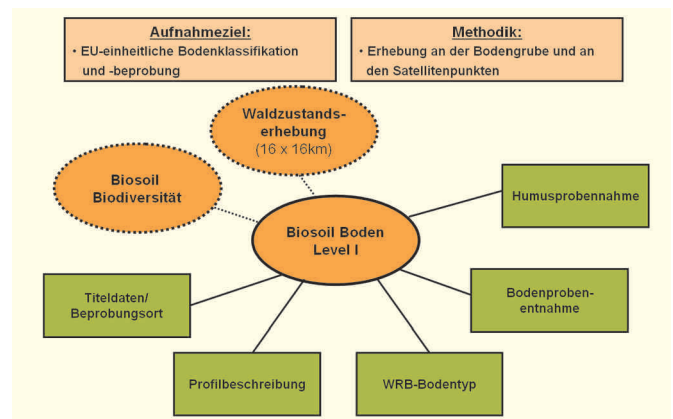 Aufnahmeziel:
• EU-einheitliche Bodenklassifikation
und -beprobung
Methodik:
• Erhebung an der Bodengrube und an
den Satellitenpunkten
Waldzustands-
erhebung
(16 x 16km)
Biosoil
Biodiversität
Humusprobennahme
Biosoil Boden
Level I
Titeldaten/
Beprobungsort
Bodenproben-
entnahme
Profilbeschreibung
WRB-Bodentyp